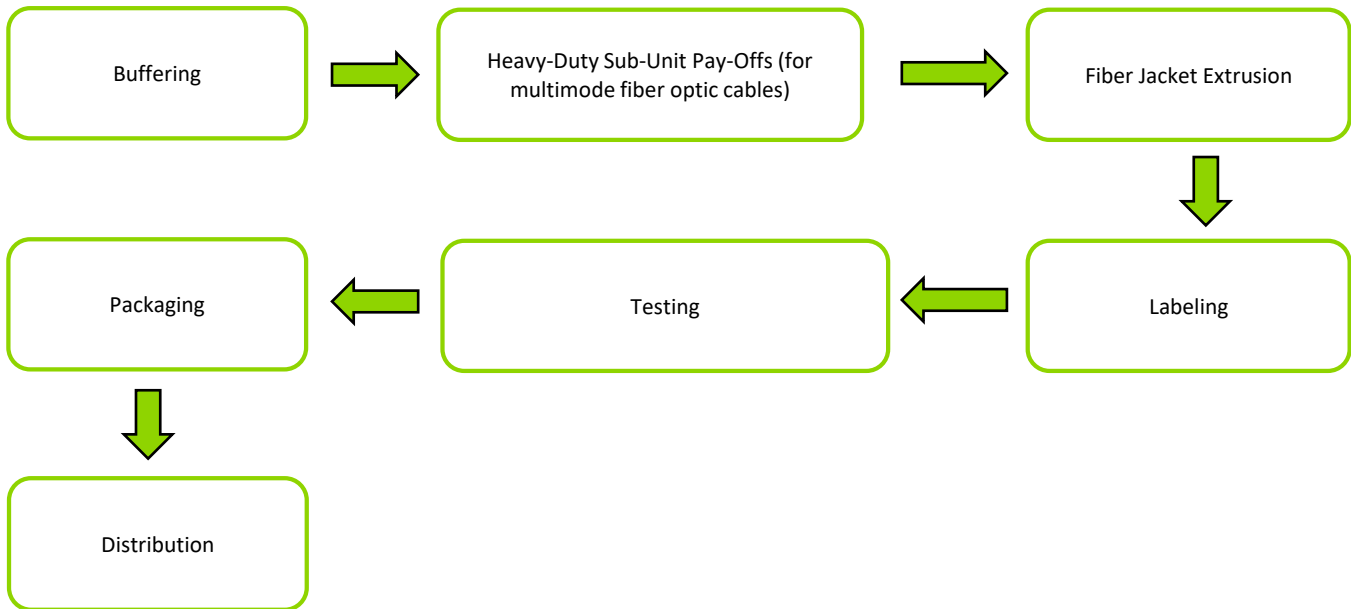 Buffering
Heavy-Duty Sub-Unit Pay-Offs (for
multimode fiber optic cables)
Fiber Jacket Extrusion
Labeling
Testing
Packaging
Distribution